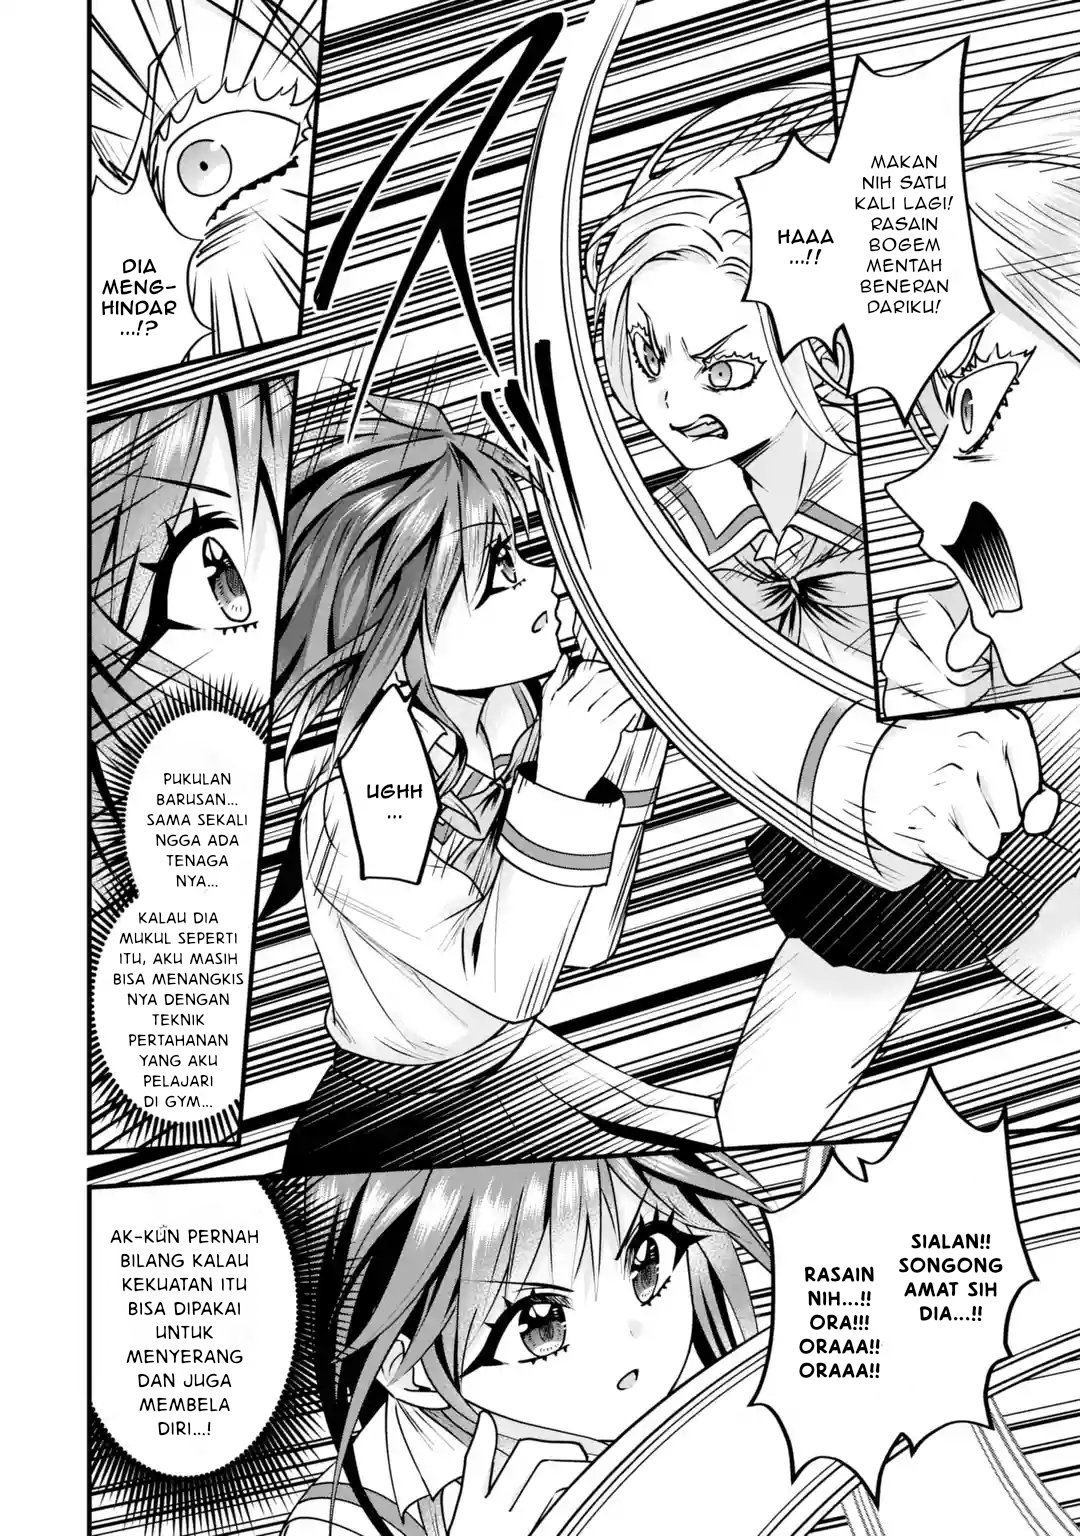 MAKAN
NIH SATU
KALI LAGI!
RASAIN
BOGEM
MENTAH
BENERAN
DARIKU!
HAAA
...!!
DIA
MENG-
HINDAR
...!?
UGHH
...
PUKULAN
BARUSAN...
SAMA SEKALI
NGGA ADA
TENAGA
NYA...
KALAU DIA
MUKUL SEPERTI
ITU, AKU MASIH
BISA MENANGKIS
NYA DENGAN
TEKNIK
PERTAHANAN
YANG AKU
PELAJARI
DI GYM...
SIALAN!!
SONGONG
AMAT SIH
DIA...!!
RASAIN
NIH...!!
ORA!!!
ORAAA!!
ORAAA!!
AK-KUN PERNAH
BILANG KALAU
KEKUATAN ITU
BISA DIPAKAI
UNTUK
MENYERANG
DAN JUGA
MEMBELA
DIRI...!